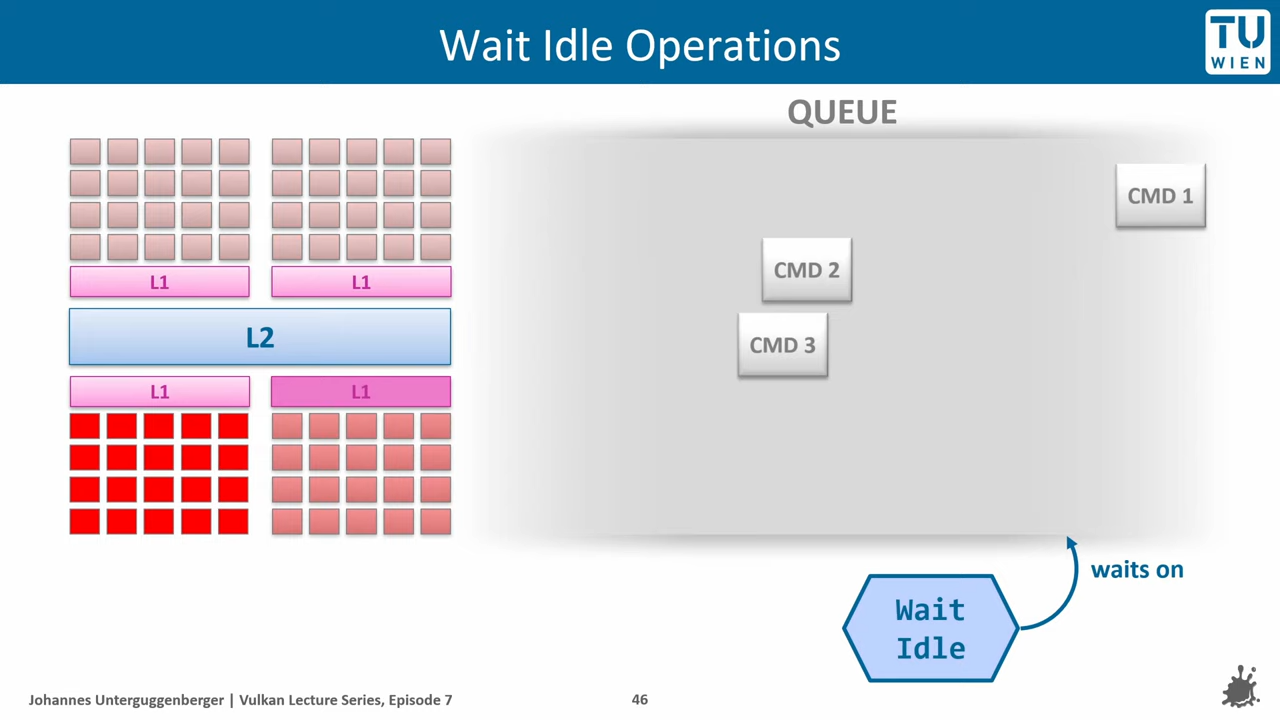 Wait Idle Operations
TU
WIEN
QUEUE
CMD 1
CMD 2
CMD 3
L1
L1
L2
L1
L1
waits on
Wait
Idle
Johannes Unterguggenberger | Vulkan Lecture Series, Episode 7
46